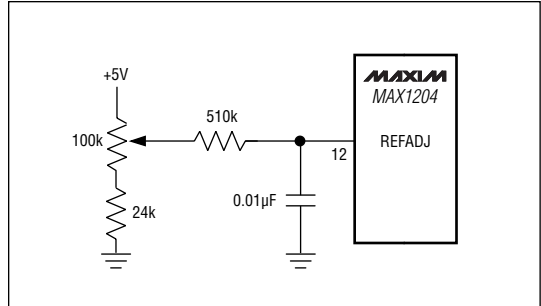 +5V
510k
100k
24k
0.01µF
12
MAXIM
MAX1204
REFADJ